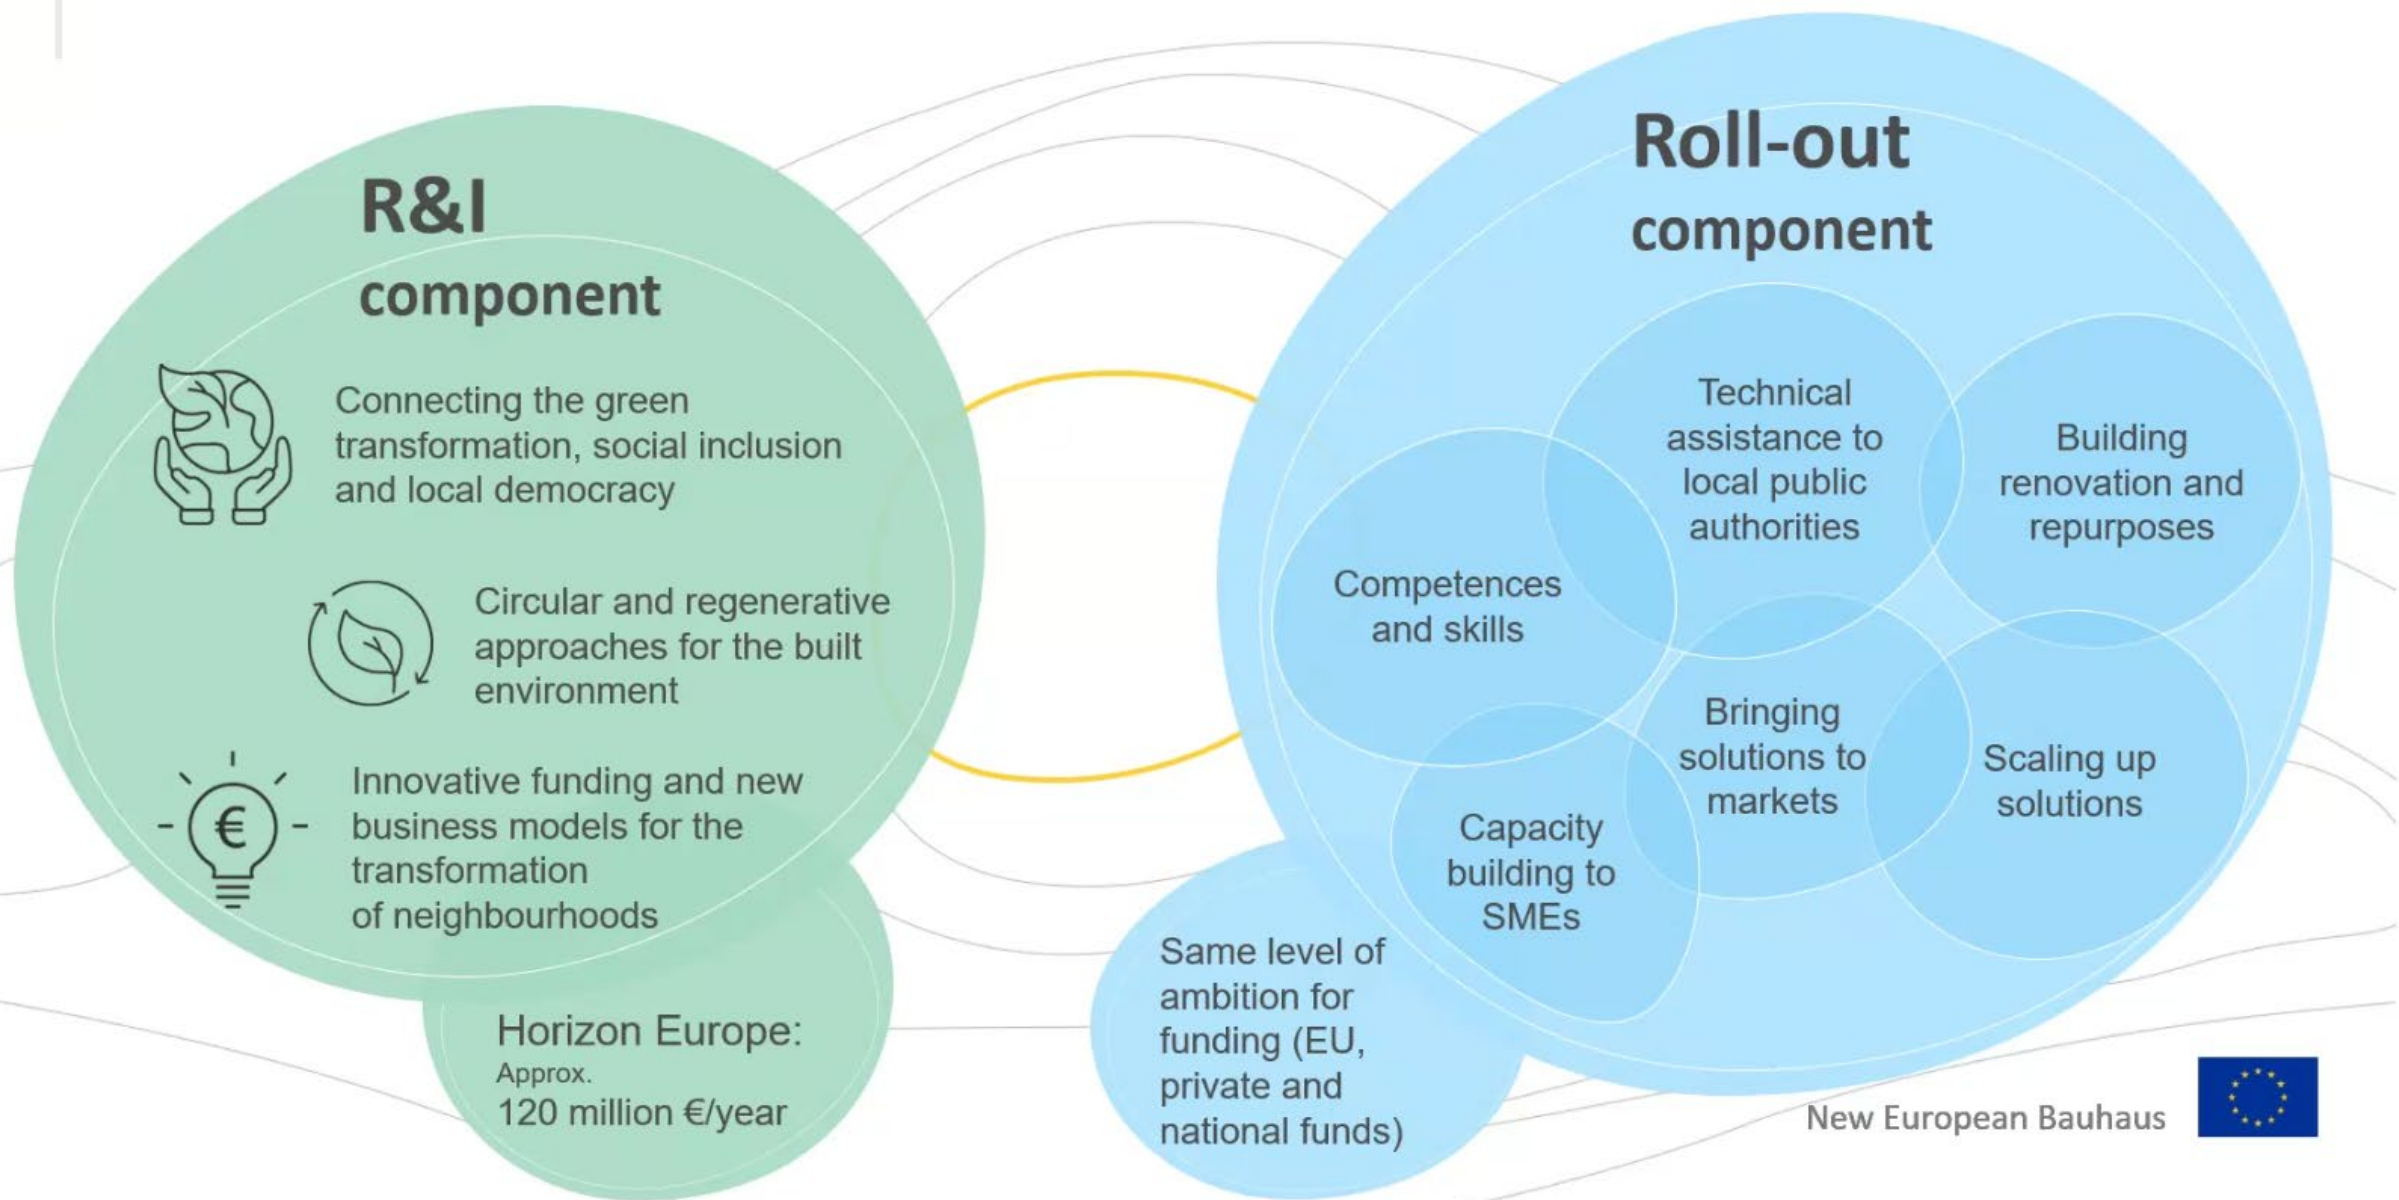 R&I
component
Connecting the green
transformation, social inclusion
and local democracy
Circular and regenerative
approaches for the built
environment
€
Innovative funding and new
business models for the
transformation
of neighbourhoods
Horizon Europe:
Approx.
120 million €/year
Roll-out
component
Technical
assistance to
local public
authorities
Building
renovation and
repurposes
Competences
and skills
Bringing
solutions to
markets
Scaling up
solutions
Capacity
building to
SMEs
Same level of
ambition for
funding (EU,
private and
national funds)
New European Bauhaus